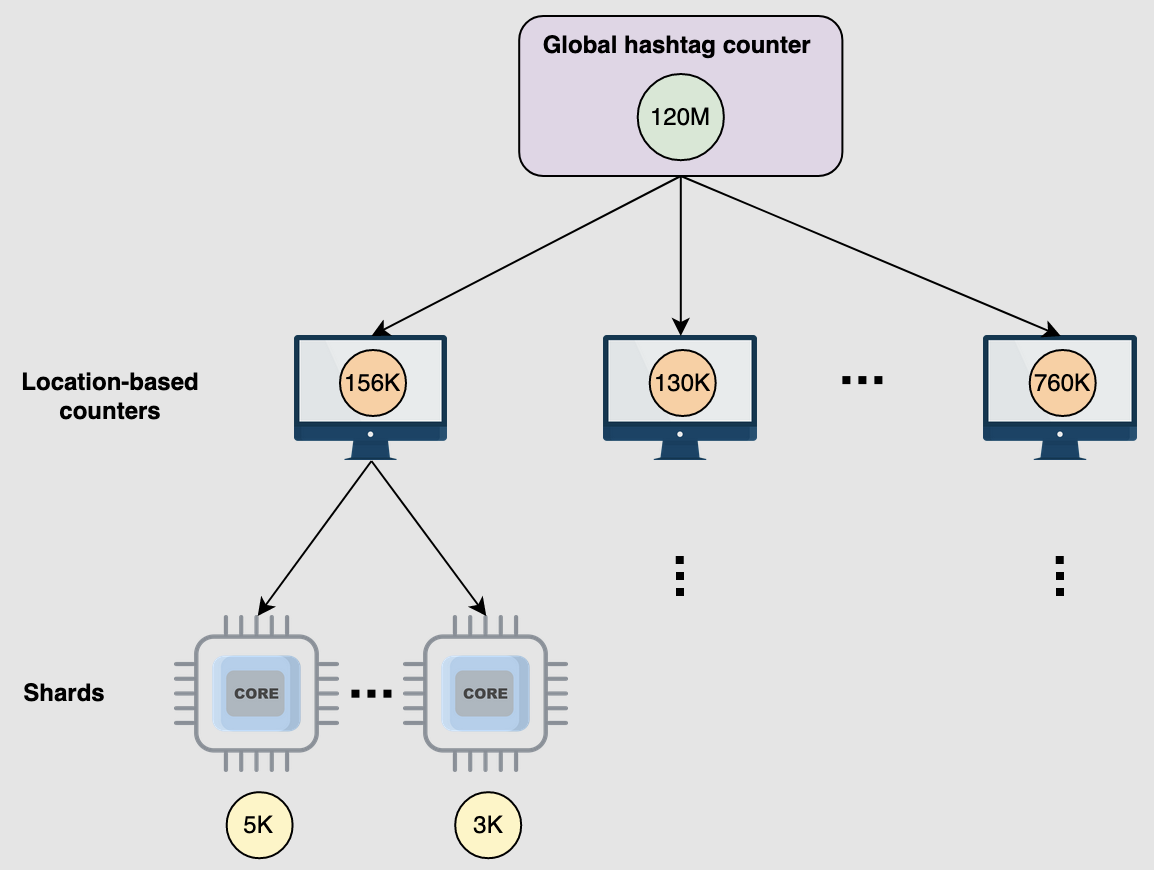 Global hashtag counter
120M
Location-based
counters
156K
130K
760K
Shards
CORE
CORE
5K
3K